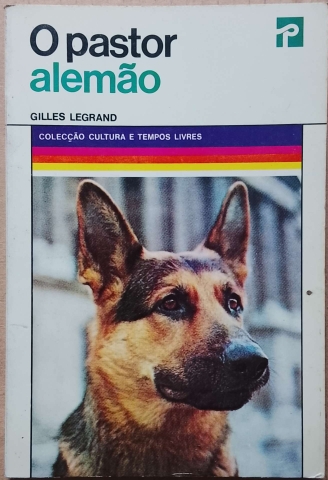 O pastor
alemão
GILLES LEGRAND
COLECÇÃO CULTURA E TEMPOS LIVRES